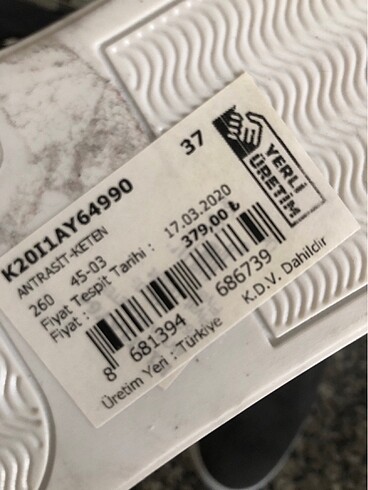 K20I1AY64990
37
ANTRASİT-KETEN
260 45-03
Fiyat Tespit Tarihi : 17.03.2020
Fiyat : 379,00 ₺
8 681394 686739
Üretim Yeri : Türkiye
K.D.V. Dahildir
YERLİ
ÜRETİM